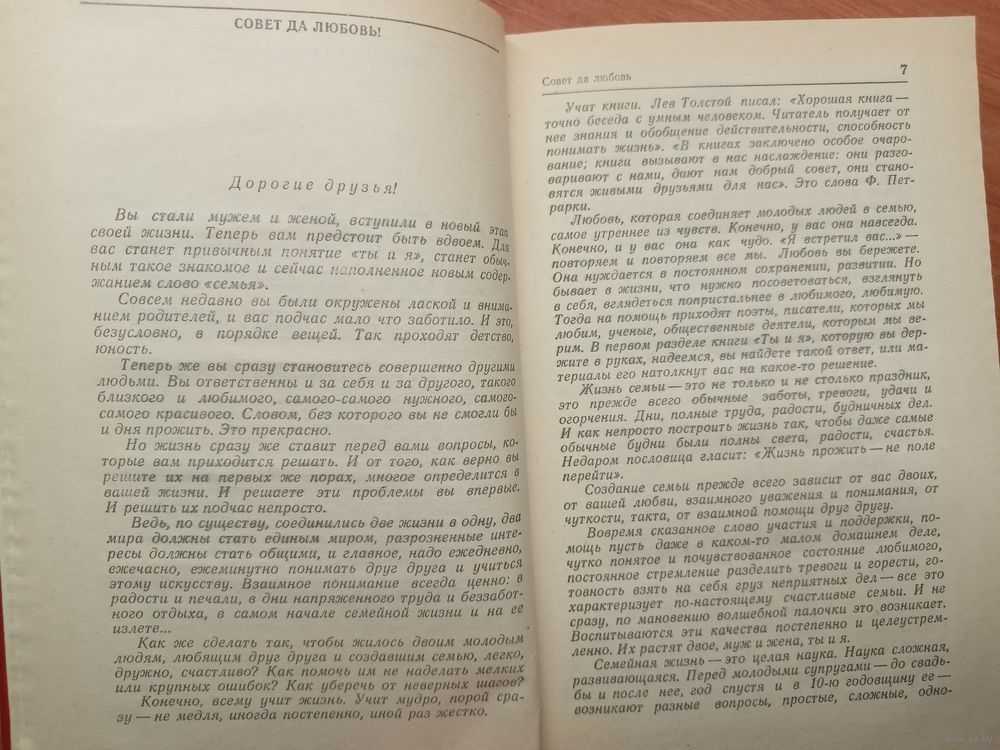 СОВЕТ ДА ЛЮБОВЬ!
Дорогие друзья!
Вы стали мужем и женой, вступили в новый этап
своей жизни. Теперь вам предстоит быть вдвоем. Для
вас станет привычным понятие «ты и я», станет обыч-
ным такое знакомое и сейчас наполненное новым содер-
жанием слово «семья».
Совсем недавно вы были окружены лаской и внима-
нием родителей, и вас подчас мало что заботило. И это,
безусловно, в порядке вещей. Так проходят детство,
юность.
Теперь же вы сразу становитесь совершенно другими
людьми. Вы ответственны и за себя и за другого, такого
близкого и любимого, самого-самого нужного, самого-
самого красивого. Словом, без которого вы не смогли бы
и дня прожить. Это прекрасно.
Но жизнь сразу же ставит перед вами вопросы, ко-
торые вам приходится решать. И от того, как верно вы
решите их на первых же порах, многое определится в
вашей жизни. И решаете эти проблемы вы впервые.
И решить их подчас непросто.
Ведь, по существу, соединились две жизни в одну, два
мира должны стать единым миром, разрозненные инте-
ресы должны стать общими, и главное, надо ежедневно,
ежечасно, ежеминутно понимать друг друга и учиться
этому искусству. Взаимное понимание всегда ценно: в
радости и печали, в дни напряженного труда и беззабот-
ного отдыха, в самом начале семейной жизни и на ее
излете...
Как же сделать так, чтобы жилось двоим молодым
людям, любящим друг друга и создавшим семью, легко,
дружно, счастливо? Как помочь им не наделать мелких
или крупных ошибок? Как уберечь от неверных шагов?
Конечно, всему учит жизнь. Учит мудро, порой сра-
зу — не медля, иногда постепенно, иной раз жестко.
Совет да любовь 7
Учат книги. Лев Толстой писал: «Хорошая книга —
точно беседа с умным человеком. Читатель получает от
нее знания и обобщение действительности, способность
понимать жизнь». «В книгах заключено особое очаро-
вание; книги вызывают в нас наслаждение: они разго-
варивают с нами, дают нам добрый совет, они стано-
вятся живыми друзьями для нас». Это слова Ф. Пет-
рарки.
Любовь, которая соединяет молодых людей в семью,
самое утреннее из чувств. Конечно, у вас она навсегда.
Конечно, и у вас она как чудо. «Я встретил вас...» —
повторяем и повторяем все мы. Любовь вы бережете.
Она нуждается в постоянном сохранении, развитии. Но
бывает в жизни, что нужно посоветоваться, взглянуть
в себя, вглядеться попристальнее в любимого, любимую.
Тогда на помощь приходят поэты, писатели, которых мы
любим, ученые, общественные деятели, которым мы ве-
рим. В первом разделе книги «Ты и я», которую вы дер-
жите в руках, надеемся, вы найдете такой ответ, или ма-
териалы его натолкнут вас на какое-то решение.
Жизнь семьи — это не только и не столько праздник,
это прежде всего обычные заботы, тревоги, удачи и
огорчения. Дни, полные труда, радости, будничных дел.
И как непросто построить жизнь так, чтобы даже самые
обычные будни были полны света, радости, счастья.
Недаром пословица гласит: «Жизнь прожить — не поле
перейти».
Создание семьи прежде всего зависит от вас двоих,
от вашей любви, взаимного уважения и понимания, от
чуткости, такта, от взаимной помощи друг другу.
Вовремя сказанное слово участия и поддержки, по-
мощь пусть даже в каком-то малом домашнем деле,
чутко понятое и почувствованное состояние любимого,
постоянное стремление разделить тревоги и горести, го-
товность взять на себя груз неприятных дел — все это
характеризует по-настоящему счастливые семьи. И не
сразу, по мановению волшебной палочки это возникает.
Воспитываются эти качества постепенно и целеустрем-
ленно. Их растят двое, муж и жена, ты и я.
Семейная жизнь — это целая наука. Наука сложная,
развивающаяся. Перед молодыми супругами — до свадь-
бы и после нее, год спустя и в 10-ю годовщину ее —
возникают разные вопросы, простые, сложные, одно-
www.ay.by